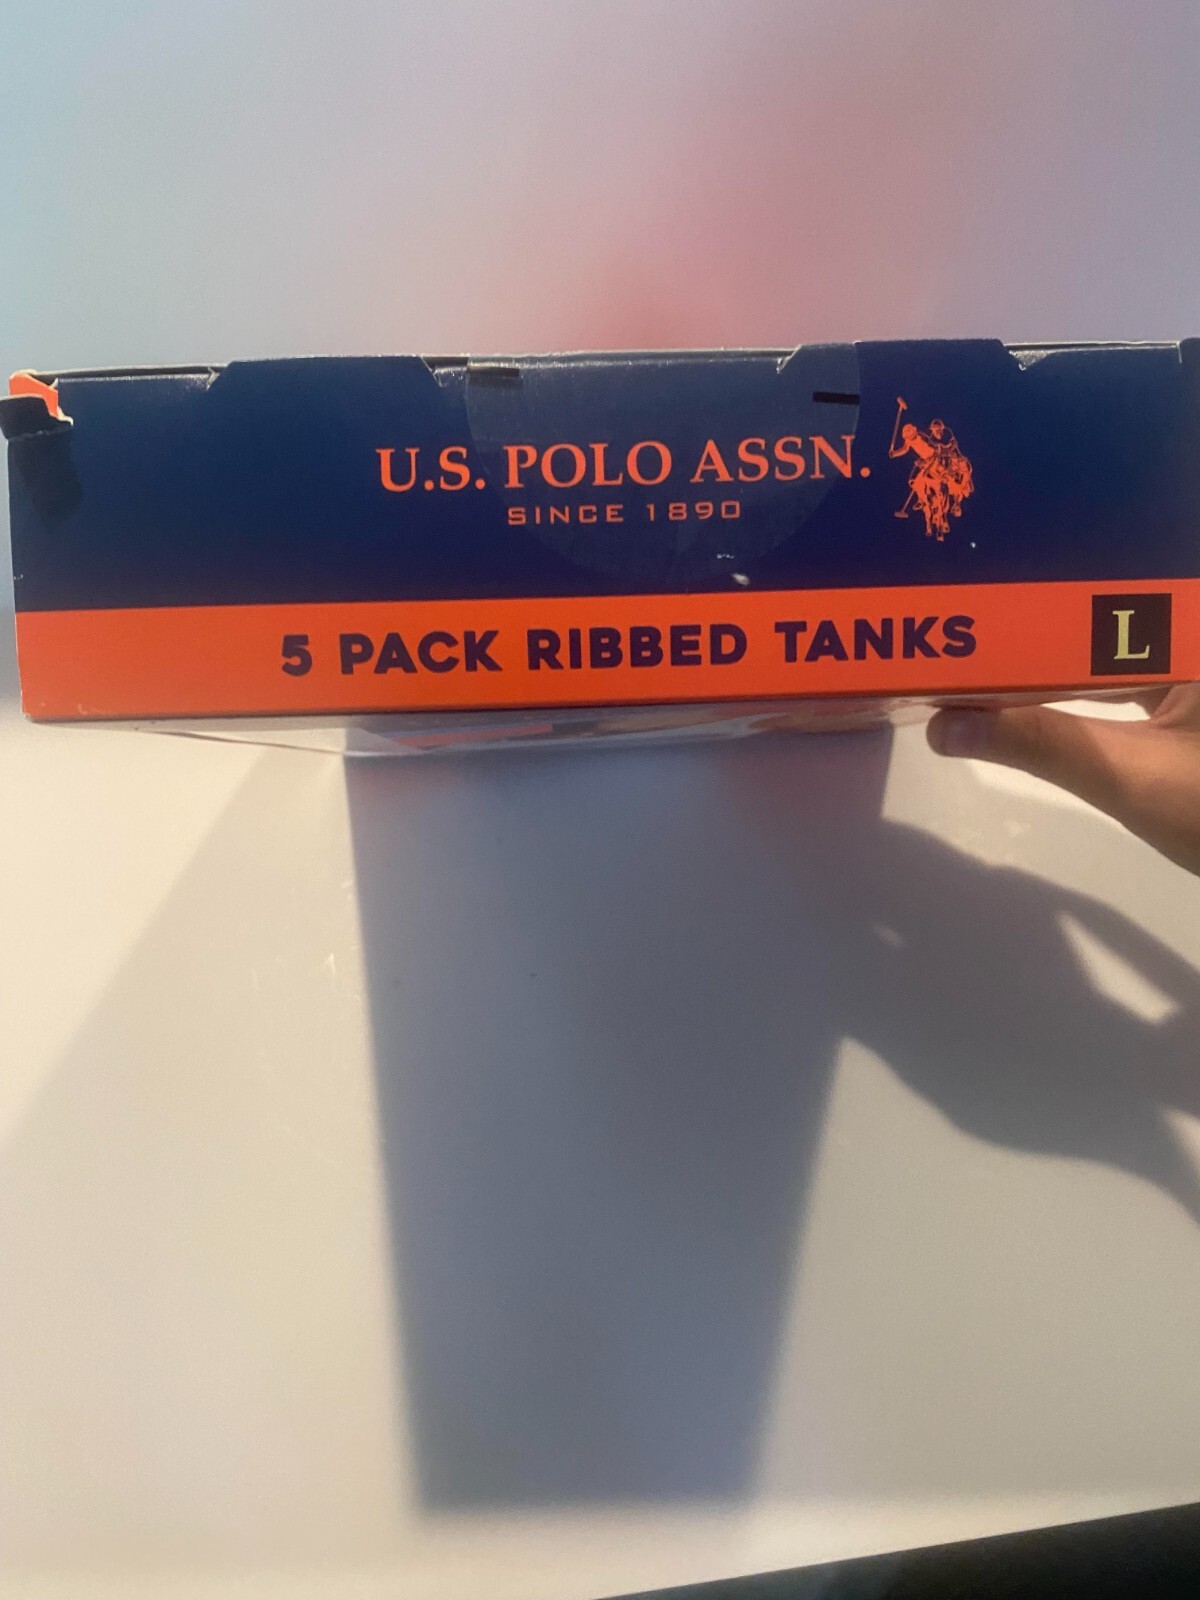 U.S. POLO ASSN.
SINCE 1890
5 PACK RIBBED TANKS
L